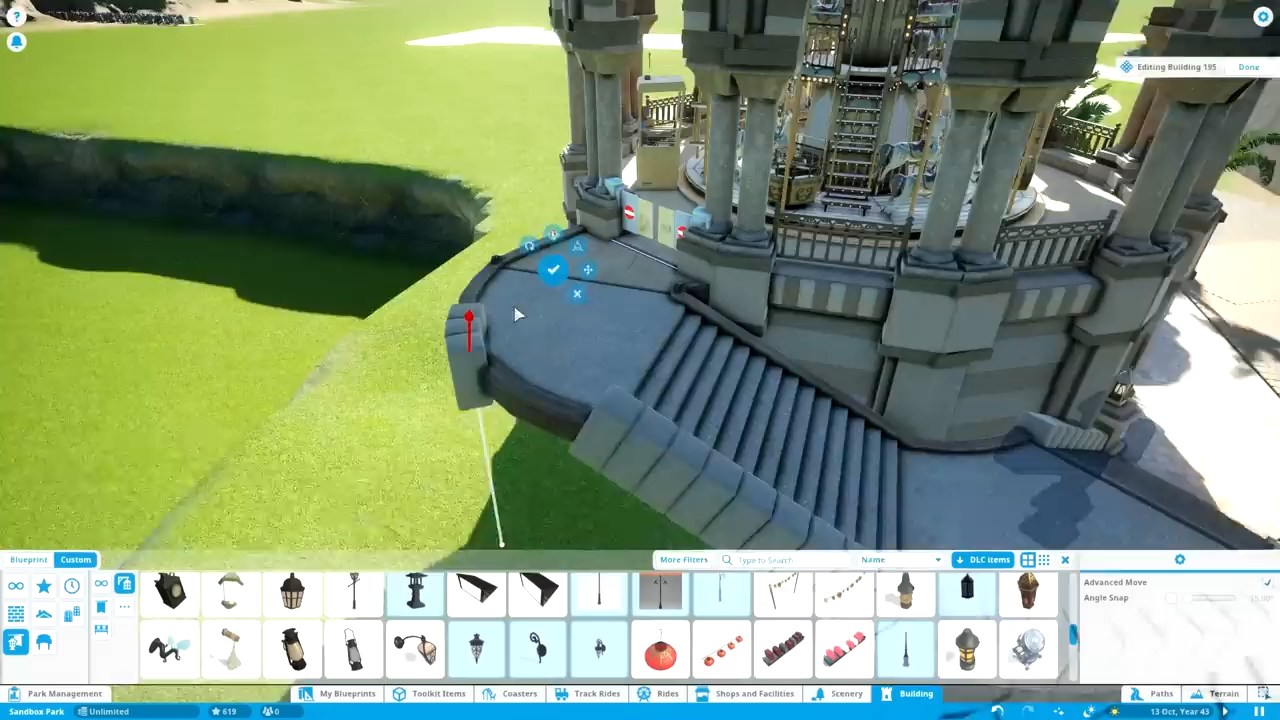 ?
Editing Building 195 Done
Blueprint Custom More Filters Type to Search Name DLC items
Advanced Move
Angle Snap
Park Management My Blueprints Toolkit Items Coasters Track Rides Rides Shops and Facilities Scenery Building Paths Terrain
Sandbox Park Unlimited 619 0 13 Oct, Year 43